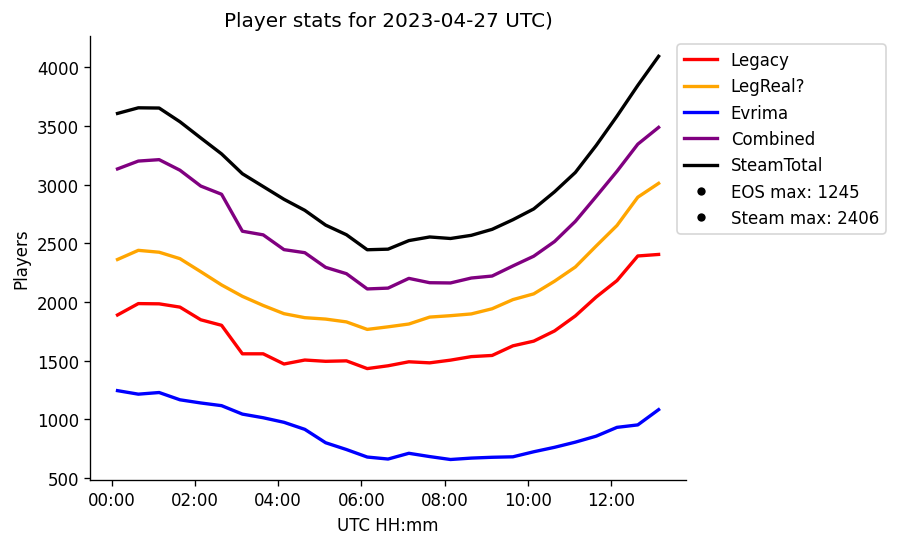 Player stats for 2023-04-27 UTC)
4000
3500
3000
2500
2000
1500
1000
500
Players
00:00 02:00 04:00 06:00 08:00 10:00 12:00
UTC HH:mm
Legacy
LegReal?
Evrima
Combined
SteamTotal
EOS max: 1245
Steam max: 2406